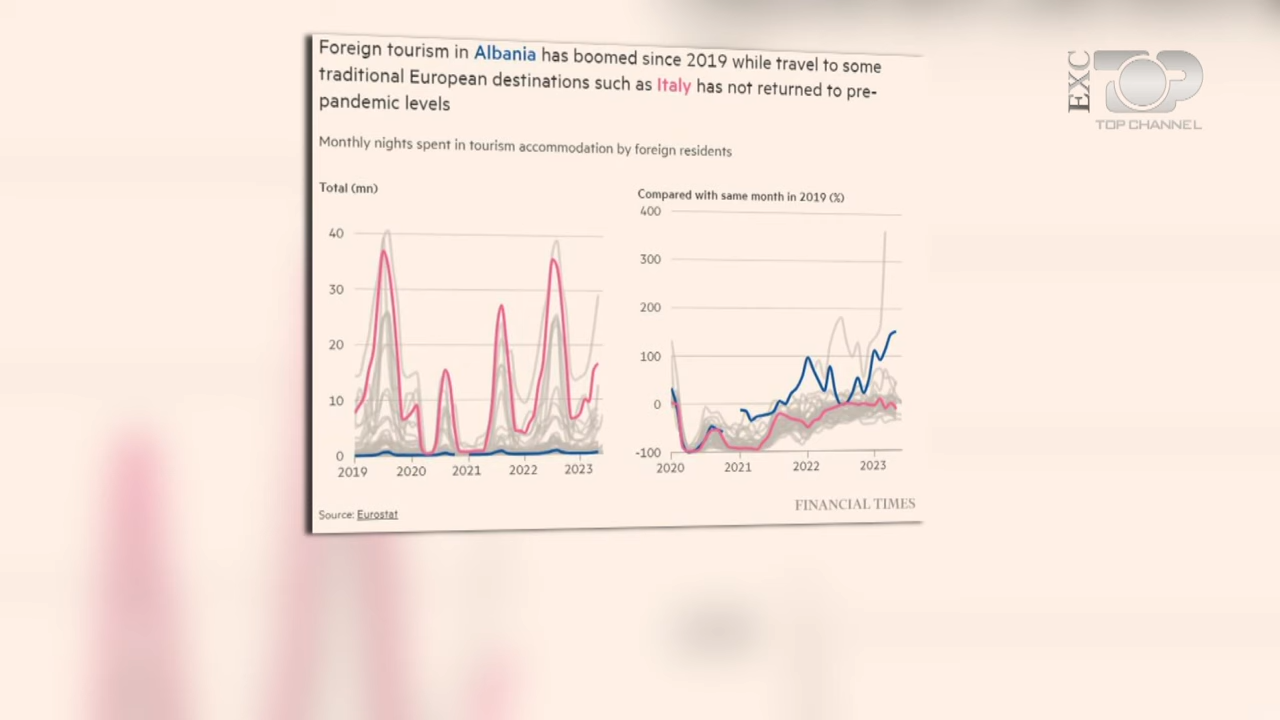 Foreign tourism in Albania has boomed since 2019 while travel to some
traditional European destinations such as Italy has not returned to pre-
pandemic levels
Monthly nights spent in tourism accommodation by foreign residents
Total (mn)
40
30
20
10
0
2019 2020 2021 2022 2023
Compared with same month in 2019 (%)
400
300
200
100
0
-100
2020 2021 2022 2023
Source: Eurostat
FINANCIAL TIMES
EXC
TOP CHANNEL